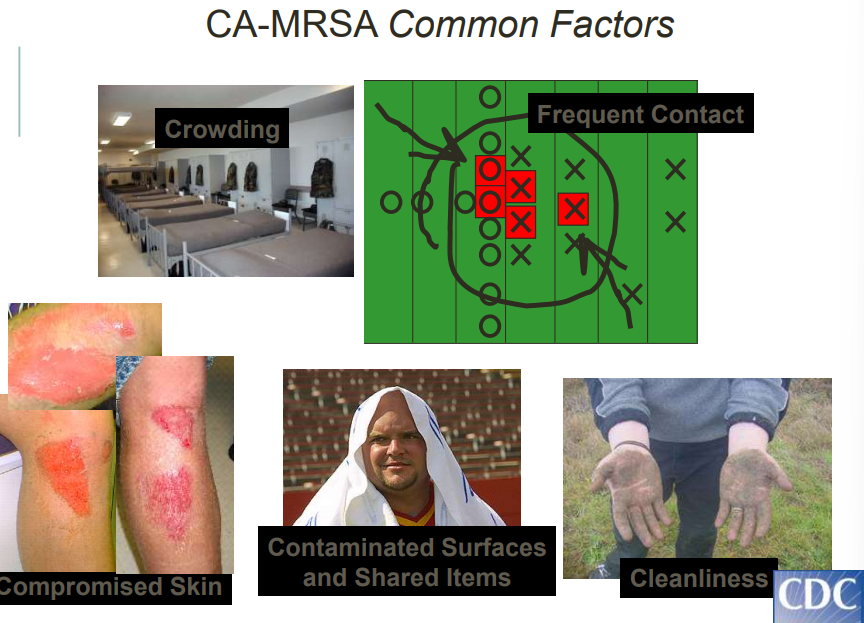 CA-MRSA Common Factors
Crowding
Frequent Contact
Compromised Skin
Contaminated Surfaces
and Shared Items
Cleanliness
CDC